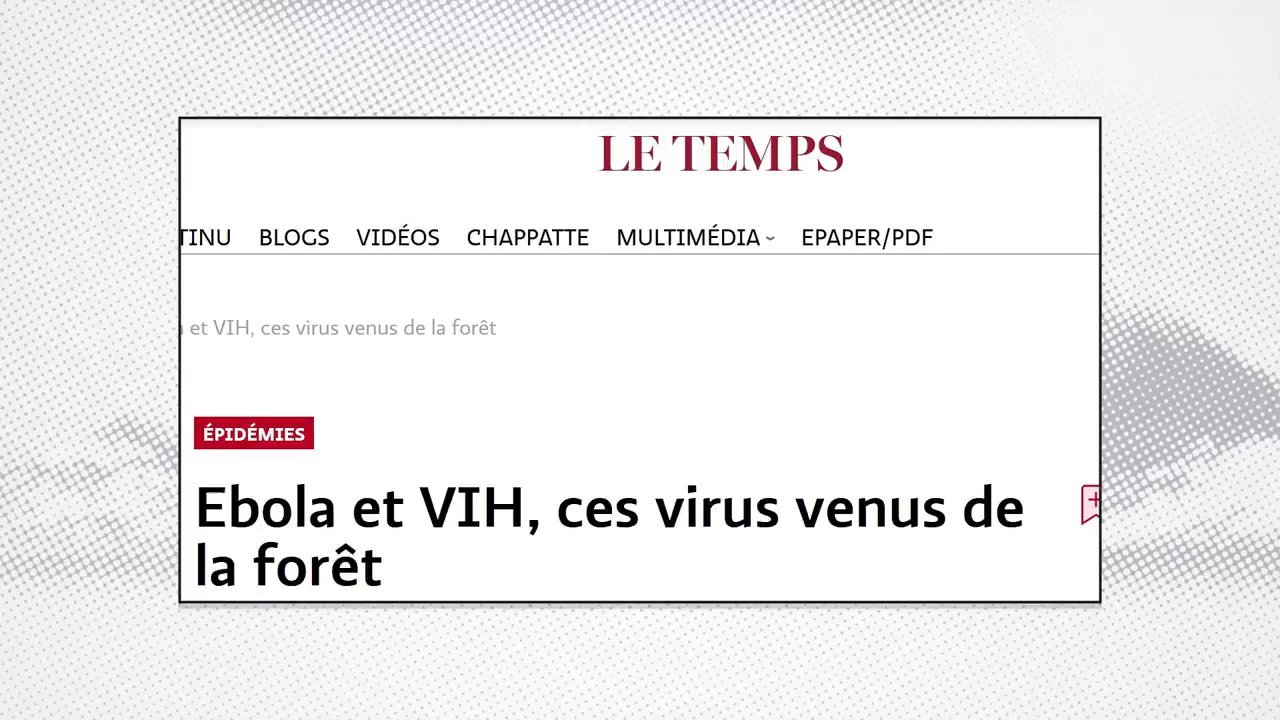 LE TEMPS
TINU BLOGS VIDÉOS CHAPPATTE MULTIMÉDIA EPAPER/PDF
et VIH, ces virus venus de la forêt
ÉPIDÉMIES
Ebola et VIH, ces virus venus de
la forêt